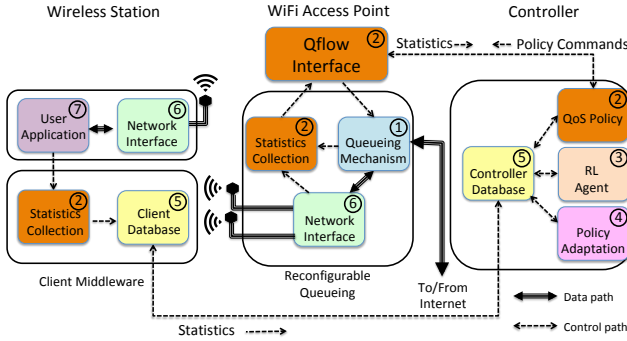 Wireless Station
WiFi Access Point
Controller
Qflow
Interface
2
Statistics
Policy Commands
7
User
Application
6
Network
Interface
2
Statistics
Collection
1
Queueing
Mechanism
2
QoS Policy
5
Controller
Database
3
RL
Agent
2
Statistics
Collection
5
Client
Database
6
Network
Interface
4
Policy
Adaptation
Client Middleware
Reconfigurable
Queueing
To/From
Internet
Data path
Control path
Statistics